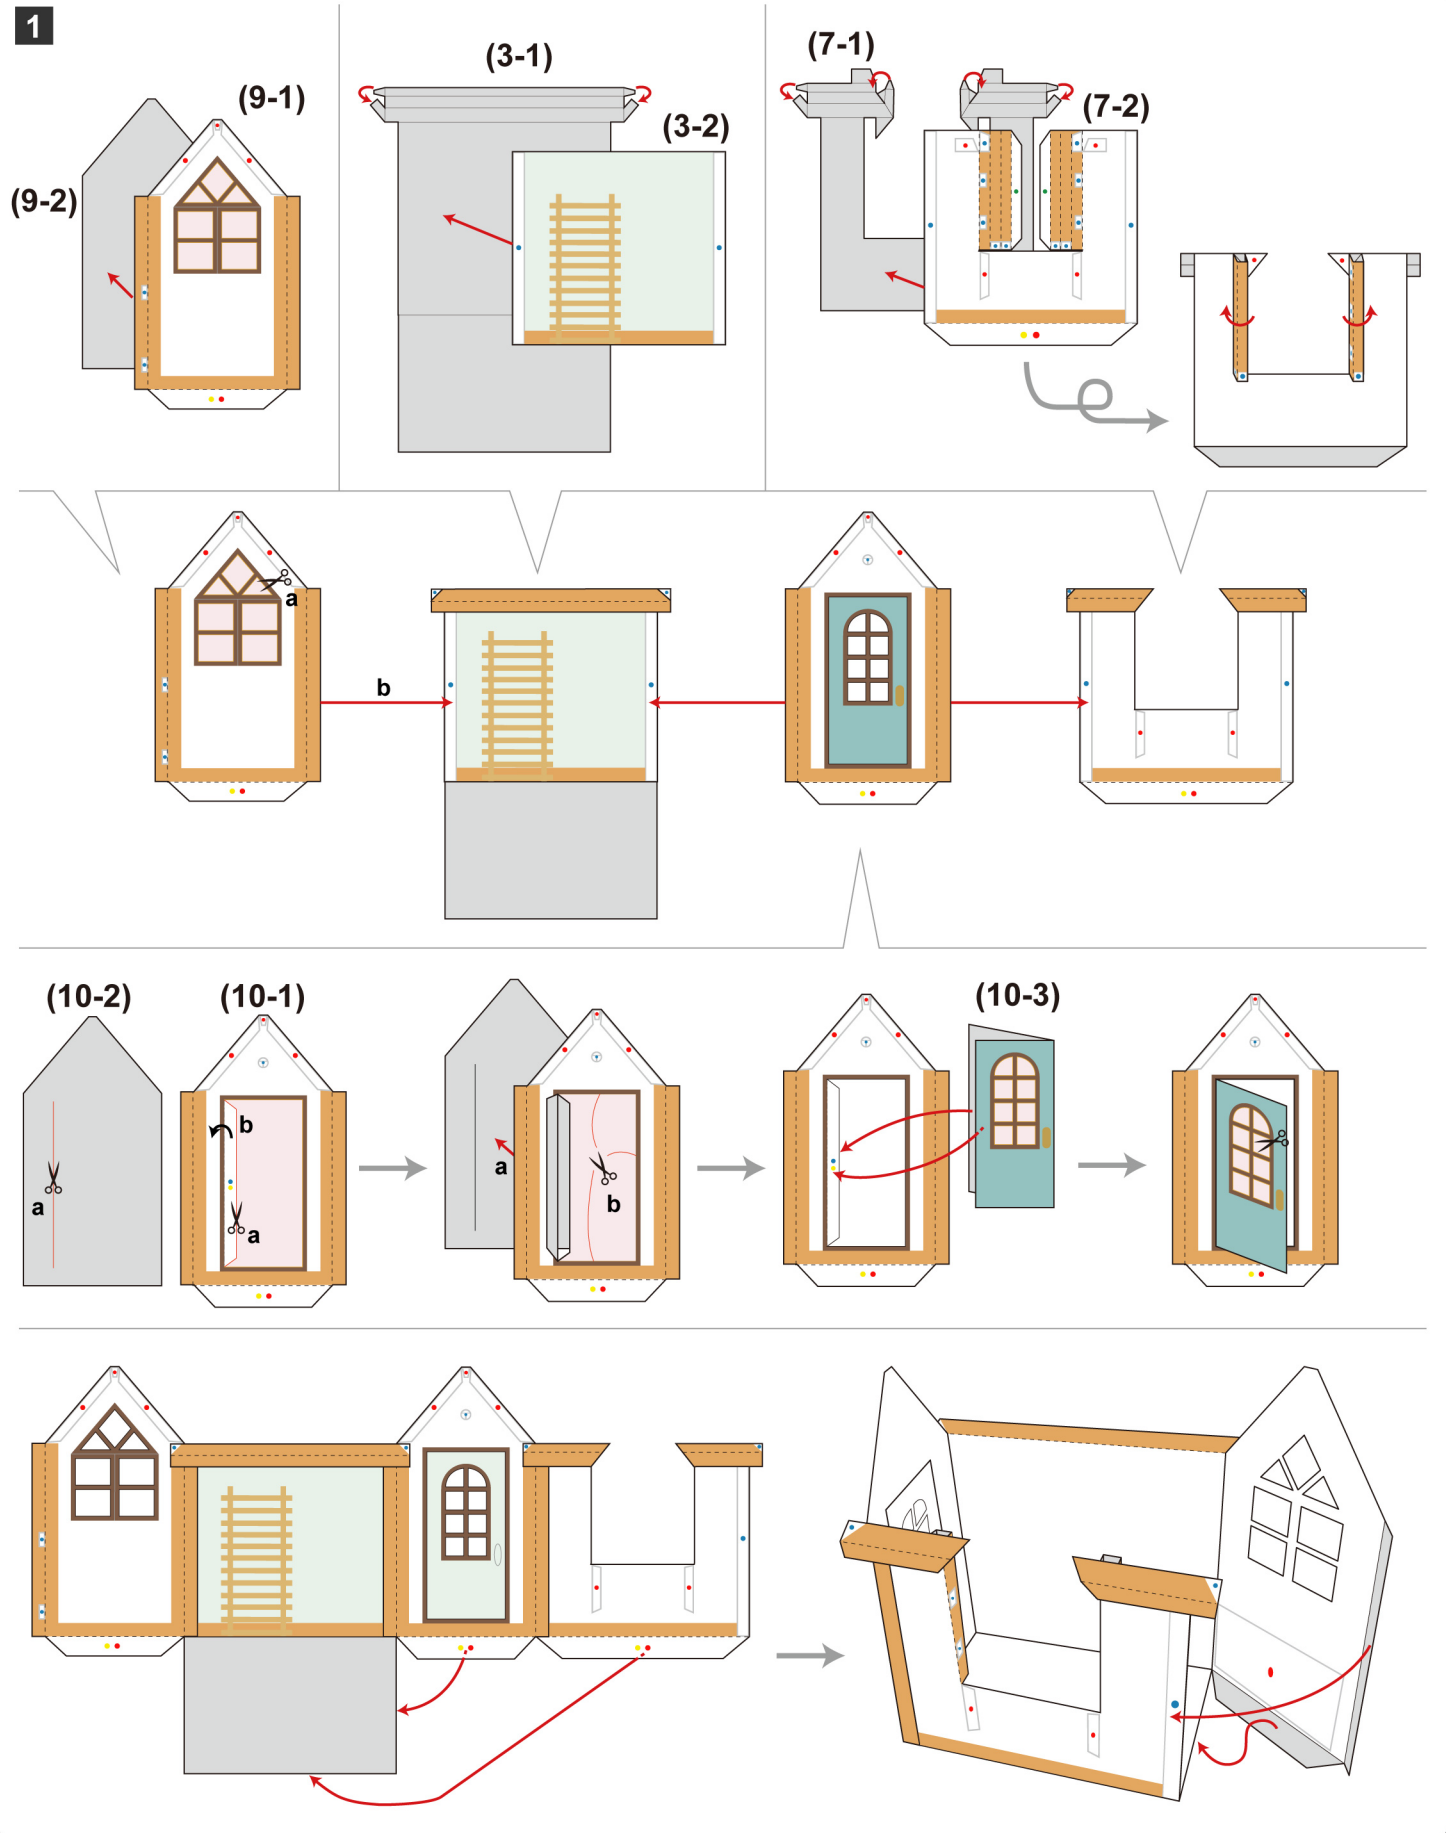 1
(9-1)
(9-2)
(3-1)
(3-2)
(7-1)
(7-2)
a
b
(10-2)
(10-1)
(10-3)
a
b
a
a
b